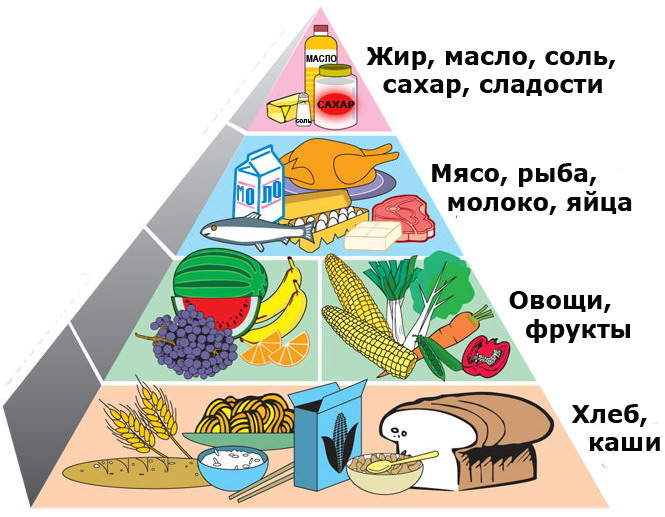 МАСЛО
САХАР
СОЛЬ
Жир, масло, соль,
сахар, сладости
МО ЛО
Мясо, рыба,
молоко, яйца
Овощи,
фрукты
Хлеб,
каши